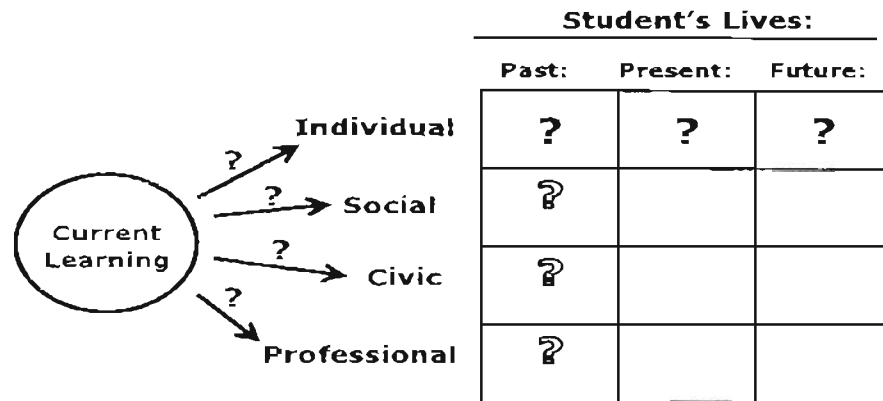 Student's Lives:
Past: Present: Future:
Individual ? ? ?
?
? Social ?
Current
Learning
? Civic ?
?
Professional ?